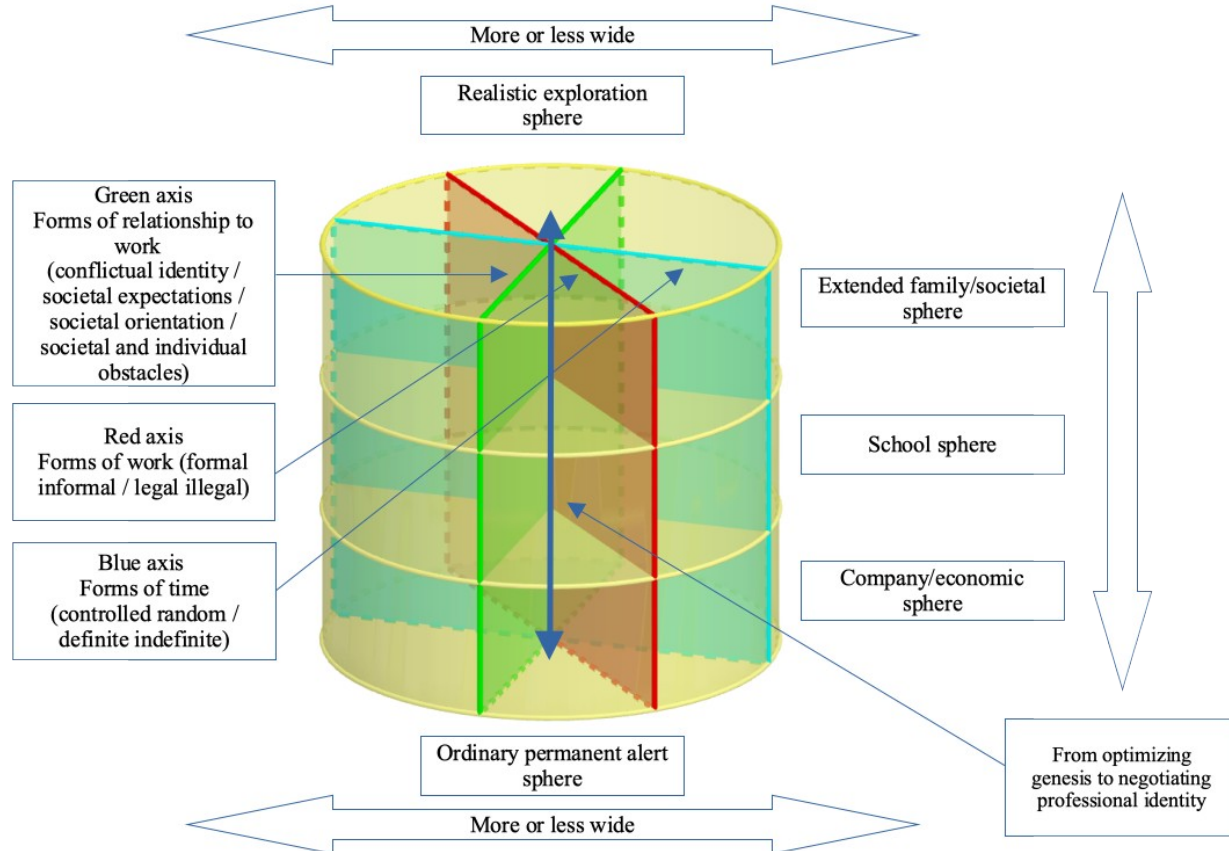 More or less wide
Realistic exploration
sphere
Green axis
Forms of relationship to
work
(conflictual identity /
societal expectations /
societal orientation /
societal and individual
obstacles)
Red axis
Forms of work (formal
informal / legal illegal)
Blue axis
Forms of time
(controlled random /
definite indefinite)
Extended family/societal
sphere
School sphere
Company/economic
sphere
Ordinary permanent alert
sphere
From optimizing
genesis to negotiating
professional identity
More or less wide